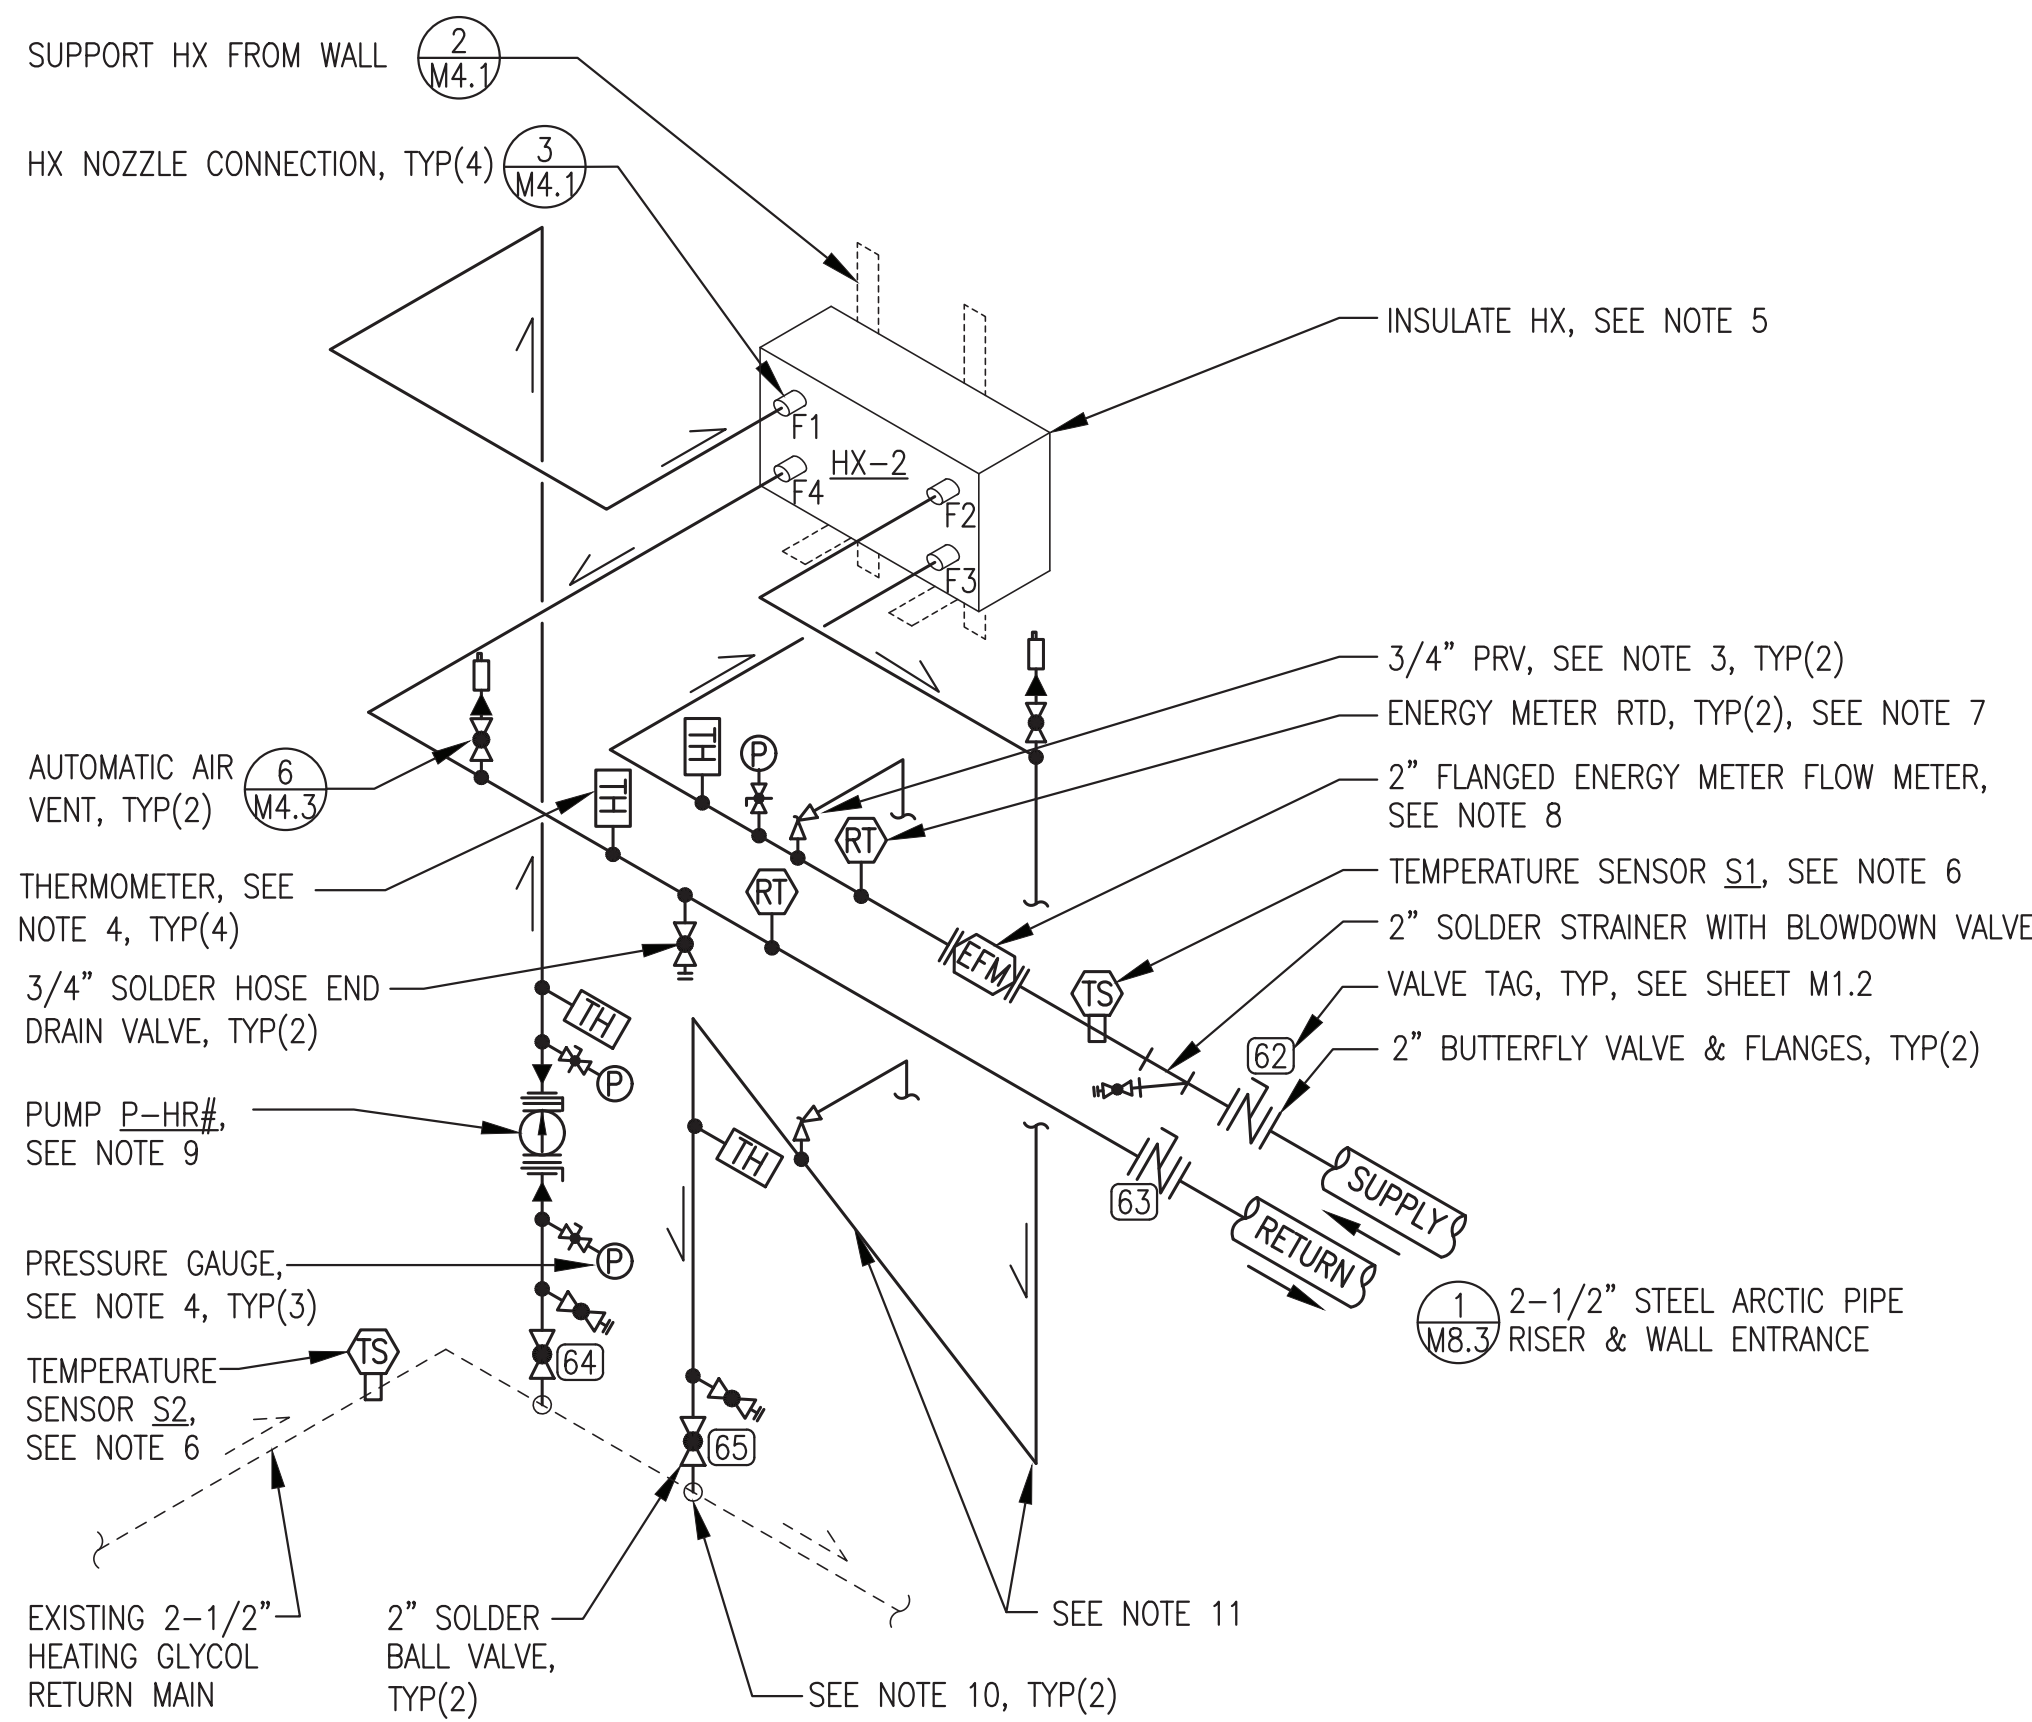 SUPPORT HX FROM WALL
2
M4.1
HX NOZZLE CONNECTION, TYP(4)
3
M4.1
INSULATE HX, SEE NOTE 5
F1
HX-2
F4
F2
F3
3/4" PRV, SEE NOTE 3, TYP(2)
ENERGY METER RTD, TYP(2), SEE NOTE 7
2" FLANGED ENERGY METER FLOW METER,
SEE NOTE 8
TEMPERATURE SENSOR S1, SEE NOTE 6
2" SOLDER STRAINER WITH BLOWDOWN VALVE
VALVE TAG, TYP, SEE SHEET M1.2
2" BUTTERFLY VALVE & FLANGES, TYP(2)
AUTOMATIC AIR
VENT, TYP(2)
6
M4.3
TH
P
TH
RT
RT
EFM
TS
62
THERMOMETER, SEE
NOTE 4, TYP(4)
3/4" SOLDER HOSE END
DRAIN VALVE, TYP(2)
TH
P
PUMP P-HR#,
SEE NOTE 9
TH
63
SUPPLY
RETURN
PRESSURE GAUGE,
SEE NOTE 4, TYP(3)
P
1
M8.3
2-1/2" STEEL ARCTIC PIPE
RISER & WALL ENTRANCE
TEMPERATURE
SENSOR S2,
SEE NOTE 6
TS
64
65
EXISTING 2-1/2"
HEATING GLYCOL
RETURN MAIN
2" SOLDER
BALL VALVE,
TYP(2)
SEE NOTE 10, TYP(2)
SEE NOTE 11